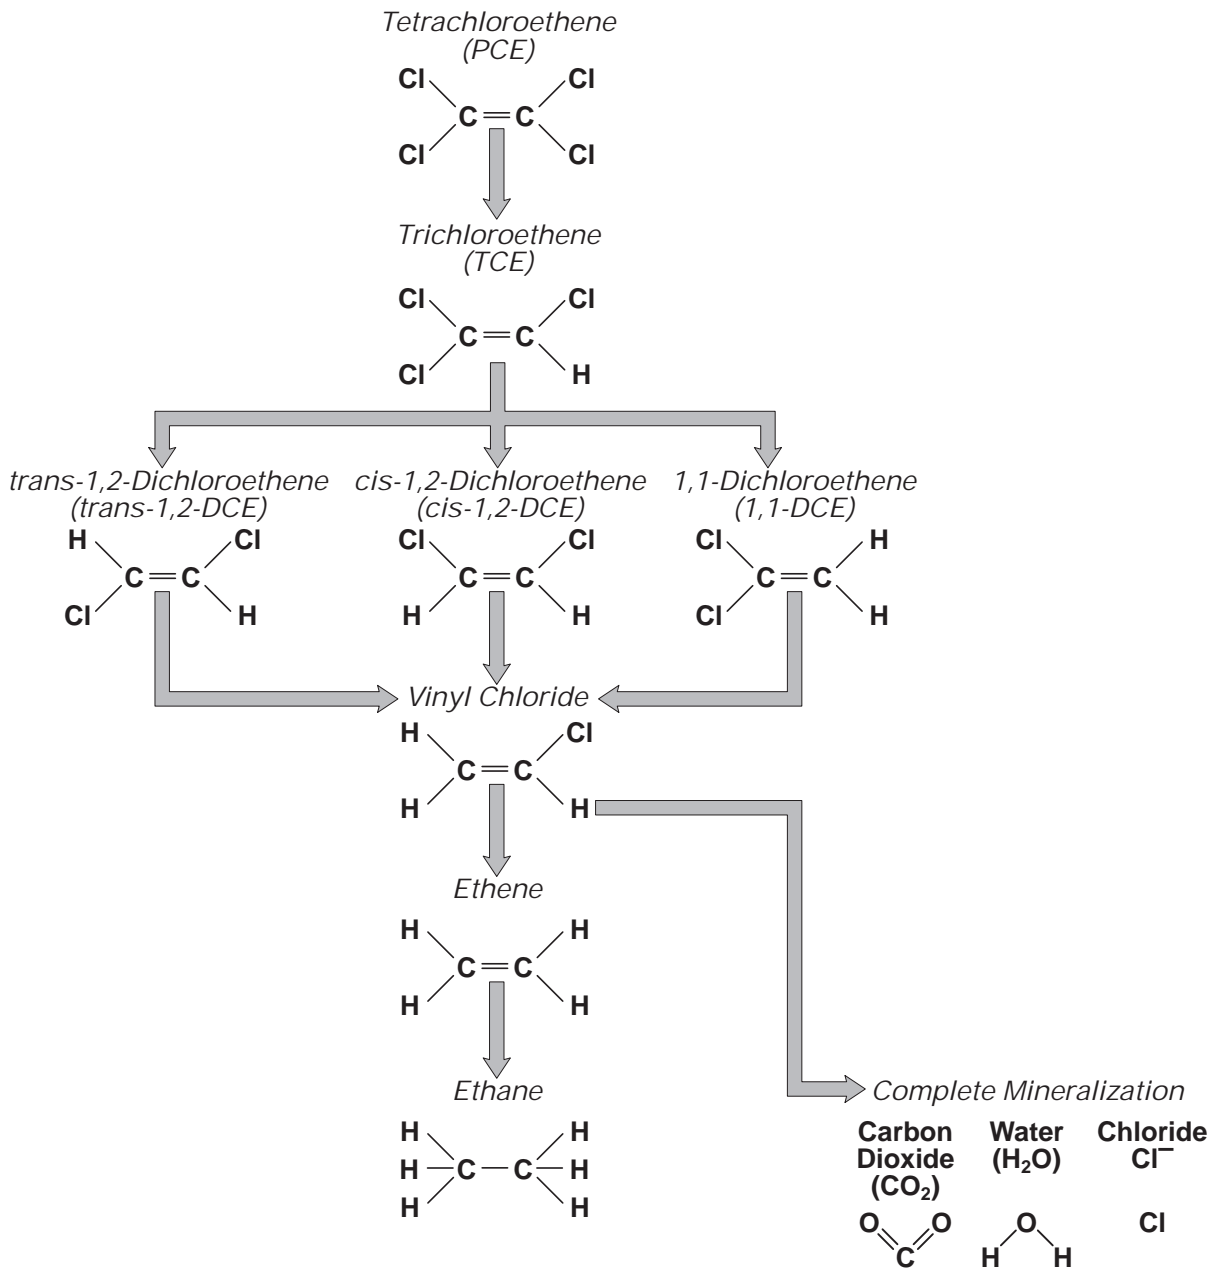 Tetrachloroethene
(PCE)
Cl Cl
C C
Cl Cl
Trichloroethene
(TCE)
Cl Cl
C C
Cl H
trans-1,2-Dichloroethene cis-1,2-Dichloroethene 1,1-Dichloroethene
(trans-1,2-DCE) (cis-1,2-DCE) (1,1-DCE)
H Cl Cl Cl Cl H
C C C C C C
Cl H H H Cl H
Vinyl Chloride
H Cl
C C
H H
Ethene
H H
C C
H H
Ethane
Complete Mineralization
H H
H C C H
H H
Carbon Water Chloride
Dioxide (H₂O) Cl⁻
(CO₂)
O O O Cl
C H H